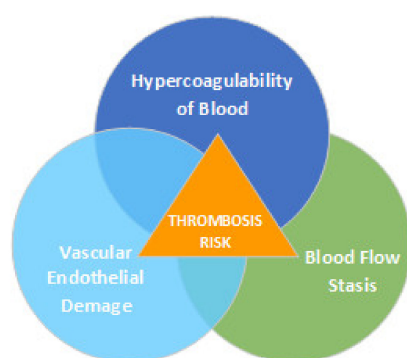 Hypercoagulability
of Blood
THROMBOSIS
RISK
Vascular
Endothelial
Demage
Blood Flow
Stasis